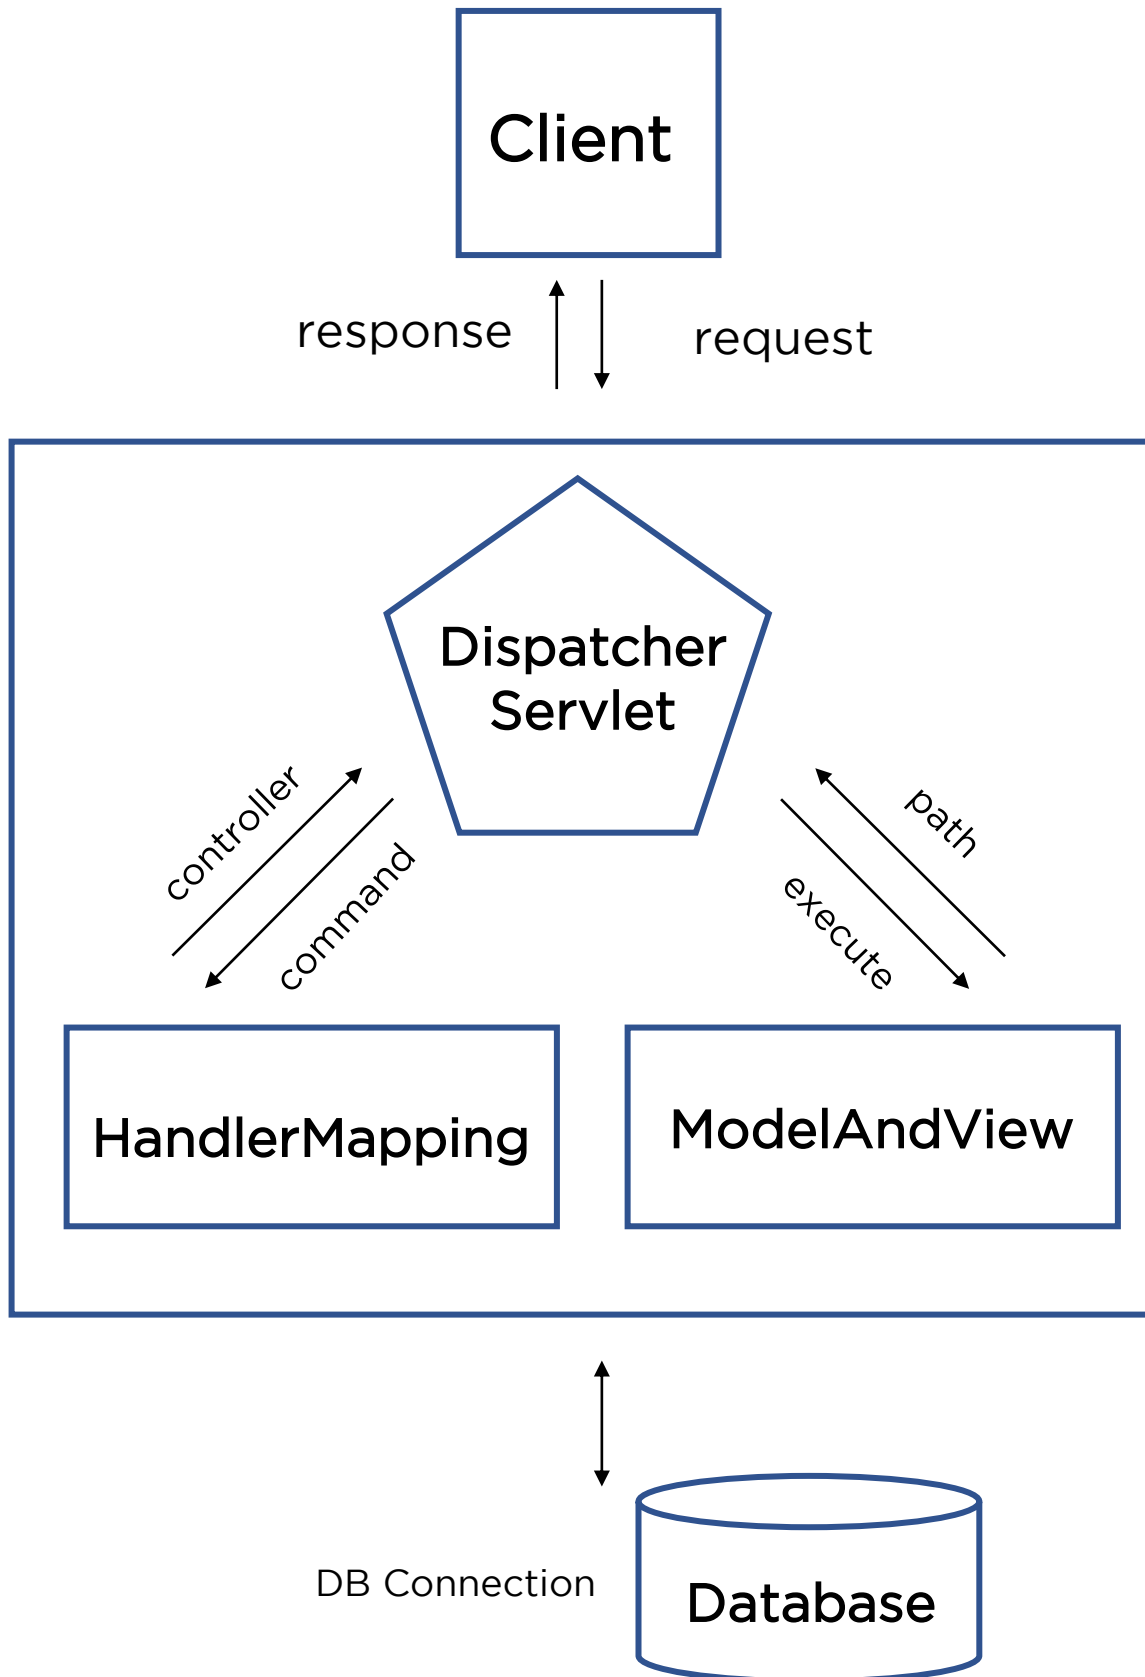 Client
response
request
Dispatcher
Servlet
controller
command
path
execute
HandlerMapping
ModelAndView
DB Connection
Database